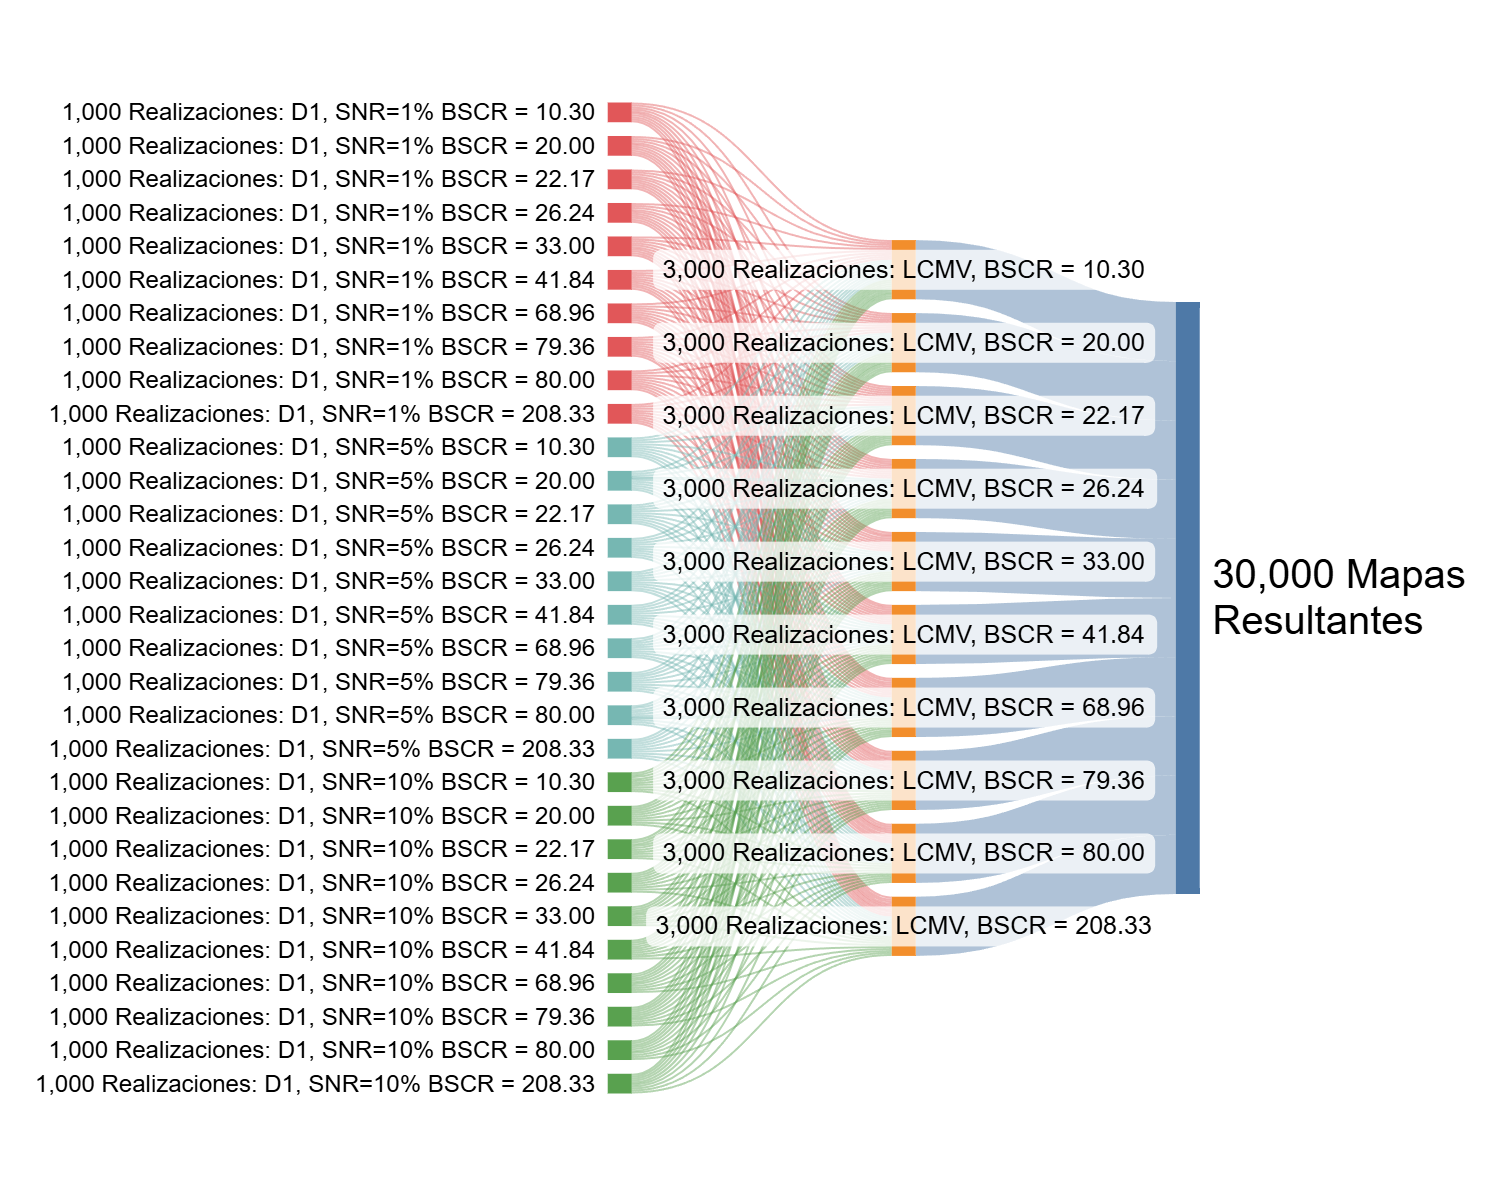 1,000 Realizaciones: D1, SNR=1% BSCR = 10.30
1,000 Realizaciones: D1, SNR=1% BSCR = 20.00
1,000 Realizaciones: D1, SNR=1% BSCR = 22.17
1,000 Realizaciones: D1, SNR=1% BSCR = 26.24
1,000 Realizaciones: D1, SNR=1% BSCR = 33.00
1,000 Realizaciones: D1, SNR=1% BSCR = 41.84
1,000 Realizaciones: D1, SNR=1% BSCR = 68.96
1,000 Realizaciones: D1, SNR=1% BSCR = 79.36
1,000 Realizaciones: D1, SNR=1% BSCR = 80.00
1,000 Realizaciones: D1, SNR=1% BSCR = 208.33
1,000 Realizaciones: D1, SNR=5% BSCR = 10.30
1,000 Realizaciones: D1, SNR=5% BSCR = 20.00
1,000 Realizaciones: D1, SNR=5% BSCR = 22.17
1,000 Realizaciones: D1, SNR=5% BSCR = 26.24
1,000 Realizaciones: D1, SNR=5% BSCR = 33.00
1,000 Realizaciones: D1, SNR=5% BSCR = 41.84
1,000 Realizaciones: D1, SNR=5% BSCR = 68.96
1,000 Realizaciones: D1, SNR=5% BSCR = 79.36
1,000 Realizaciones: D1, SNR=5% BSCR = 80.00
1,000 Realizaciones: D1, SNR=5% BSCR = 208.33
1,000 Realizaciones: D1, SNR=10% BSCR = 10.30
1,000 Realizaciones: D1, SNR=10% BSCR = 20.00
1,000 Realizaciones: D1, SNR=10% BSCR = 22.17
1,000 Realizaciones: D1, SNR=10% BSCR = 26.24
1,000 Realizaciones: D1, SNR=10% BSCR = 33.00
1,000 Realizaciones: D1, SNR=10% BSCR = 41.84
1,000 Realizaciones: D1, SNR=10% BSCR = 68.96
1,000 Realizaciones: D1, SNR=10% BSCR = 79.36
1,000 Realizaciones: D1, SNR=10% BSCR = 80.00
1,000 Realizaciones: D1, SNR=10% BSCR = 208.33
3,000 Realizaciones: LCMV, BSCR = 10.30
3,000 Realizaciones: LCMV, BSCR = 20.00
3,000 Realizaciones: LCMV, BSCR = 22.17
3,000 Realizaciones: LCMV, BSCR = 26.24
3,000 Realizaciones: LCMV, BSCR = 33.00
3,000 Realizaciones: LCMV, BSCR = 41.84
3,000 Realizaciones: LCMV, BSCR = 68.96
3,000 Realizaciones: LCMV, BSCR = 79.36
3,000 Realizaciones: LCMV, BSCR = 80.00
3,000 Realizaciones: LCMV, BSCR = 208.33
30,000 Mapas
Resultantes